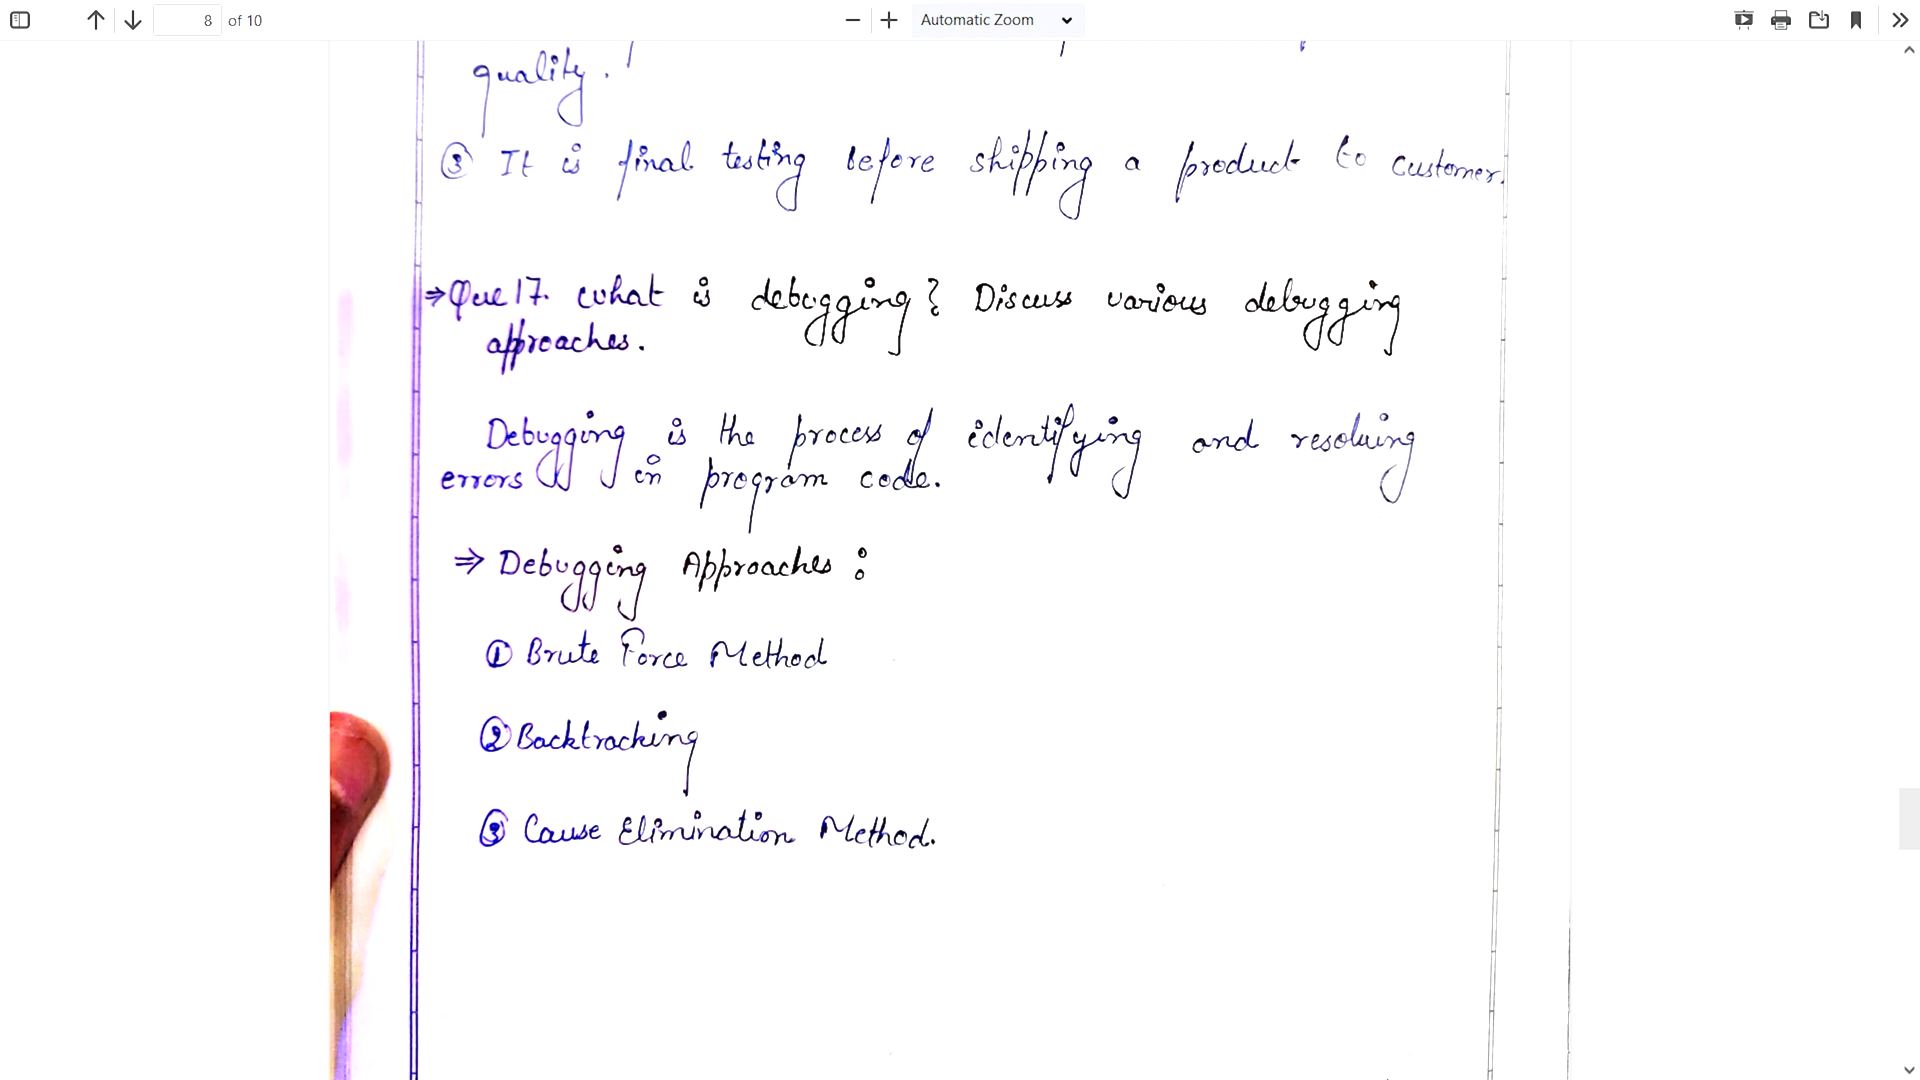 8 of 10
Automatic Zoom
quality.
③ It is final testing before shipping a product to customer.
⇒ Que 17. What is debugging? Discuss various debugging
approaches.
Debugging is the process of identifying and resolving
errors in program code.
⇒ Debugging Approaches :
① Brute Force Method
② Backtracking
③ Cause Elimination Method.